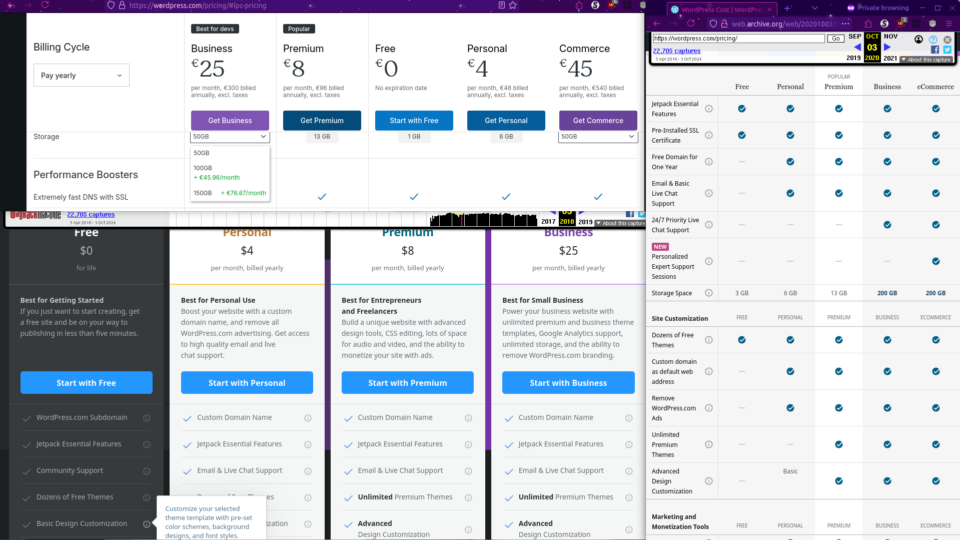 https://wordpress.com/pricing/#lpc-pricing
Billing Cycle
Pay yearly
Best for devs
Business
€25
per month, €300 billed annually, excl. taxes
Get Business
Popular
Premium
€8
per month, €96 billed annually, excl. taxes
Get Premium
Free
€0
No expiration date
Start with Free
Personal
€4
per month, €48 billed annually, excl. taxes
Get Personal
Commerce
€45
per month, €540 billed annually, excl. taxes
Get Commerce
Storage
50GB
13 GB
1 GB
6 GB
50GB
50GB
100GB
+ €45.96/month
150GB + €76.67/month
Performance Boosters
Extremely fast DNS with SSL
22,705 captures
5 Apr 2016 - 1 Oct 2024
2017
03
2018
2019
About this capture
Free
$0
for life
Best for Getting Started
If you just want to start creating, get
a free site and be on your way to
publishing in less than five minutes.
Start with Free
WordPress.com Subdomain
Jetpack Essential Features
Community Support
Dozens of Free Themes
Basic Design Customization
Customize your selected
theme template with pre-set
color schemes, background
designs, and font styles.
Personal
$4
per month, billed yearly
Best for Personal Use
Boost your website with a
custom domain name, and remove all
WordPress.com advertising. Get access
to high quality email and live
chat support.
Start with Personal
Custom Domain Name
Jetpack Essential Features
Email & Live Chat Support
Premium
$8
per month, billed yearly
Best for Entrepreneurs
and Freelancers
Build a unique website with advanced
design tools, CSS editing, lots of space
for audio and video, and the ability to
monetize your site with ads.
Start with Premium
Custom Domain Name
Jetpack Essential Features
Email & Live Chat Support
Unlimited Premium Themes
Advanced
Design Customization
Business
$25
per month, billed yearly
Best for Small Business
Power your business website with
unlimited premium and business theme
templates, Google Analytics support,
unlimited storage, and the ability to
remove WordPress.com branding.
Start with Business
Custom Domain Name
Jetpack Essential Features
Email & Live Chat Support
Unlimited Premium Themes
Advanced
Design Customization
WordPress Cost | WordPr
Private browsing
web.archive.org/web/20201003
https://wordpress.com/pricing/
Go
SEP OCT NOV
22,705 captures
03
5 Apr 2016 - 1 Oct 2024
2019 2020 2021
About this capture
POPULAR
Free Personal Premium Business eCommerce
Jetpack Essential
Features
Pre-Installed SSL
Certificate
Free Domain for
One Year
Email & Basic
Live Chat
Support
24/7 Priority Live
Chat Support
NEW
Personalized
Expert Support
Sessions
Storage Space 3 GB 6 GB 13 GB 200 GB 200 GB
Site Customization FREE PERSONAL PREMIUM BUSINESS ECOMMERCE
Dozens of Free
Themes
Custom domain
as default web
address
Remove
WordPress.com
Ads
Unlimited
Premium
Themes
Advanced
Design
Customization
Basic
Marketing and
Monetization Tools
FREE PERSONAL PREMIUM BUSINESS ECOMMERCE